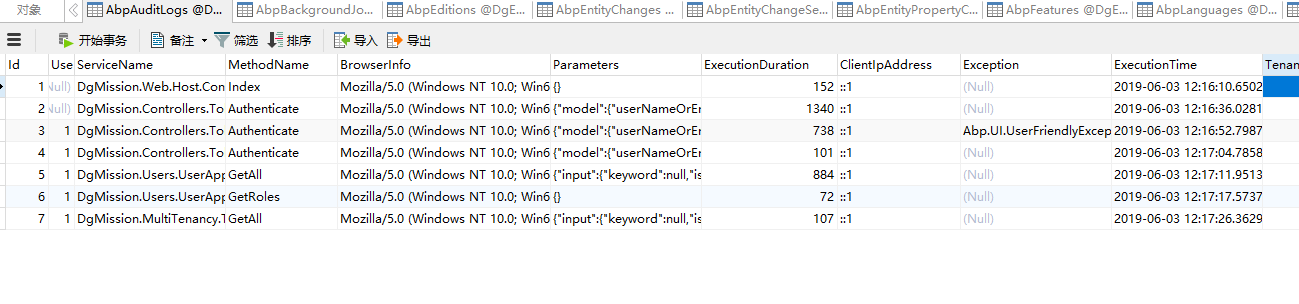 对象 AbpAuditLogs @D... AbpBackgroundJo... AbpEditions @DgE... AbpEntityChanges ... AbpEntityChangeSe... AbpEntityPropertyC... AbpFeatures @DgE... AbpLanguages @D...
开始事务 备注 筛选 排序 导入 导出
Id Use ServiceName MethodName BrowserInfo Parameters ExecutionDuration ClientIpAddress Exception ExecutionTime Tenan
1 (Null) DgMission.Web.Host.Con Index Mozilla/5.0 (Windows NT 10.0; Win6 {} 152 ::1 (Null) 2019-06-03 12:16:10.6502
2 Null) DgMission.Controllers.To Authenticate Mozilla/5.0 (Windows NT 10.0; Win6 {"model":{"userNameOrEr 1340 ::1 (Null) 2019-06-03 12:16:36.0281
3 1 DgMission.Controllers.To Authenticate Mozilla/5.0 (Windows NT 10.0; Win6 {"model":{"userNameOrEr 738 ::1 Abp.UI.UserFriendlyExcep 2019-06-03 12:16:52.7987
4 1 DgMission.Controllers.To Authenticate Mozilla/5.0 (Windows NT 10.0; Win6 {"model":{"userNameOrEr 101 ::1 (Null) 2019-06-03 12:17:04.7858
5 1 DgMission.Users.UserApp GetAll Mozilla/5.0 (Windows NT 10.0; Win6 {"input":{"keyword":null,"is 884 ::1 (Null) 2019-06-03 12:17:11.9513
6 1 DgMission.Users.UserApp GetRoles Mozilla/5.0 (Windows NT 10.0; Win6 {} 72 ::1 (Null) 2019-06-03 12:17:17.5737
7 1 DgMission.MultiTenancy.T GetAll Mozilla/5.0 (Windows NT 10.0; Win6 {"input":{"keyword":null,"is 107 ::1 (Null) 2019-06-03 12:17:26.3629